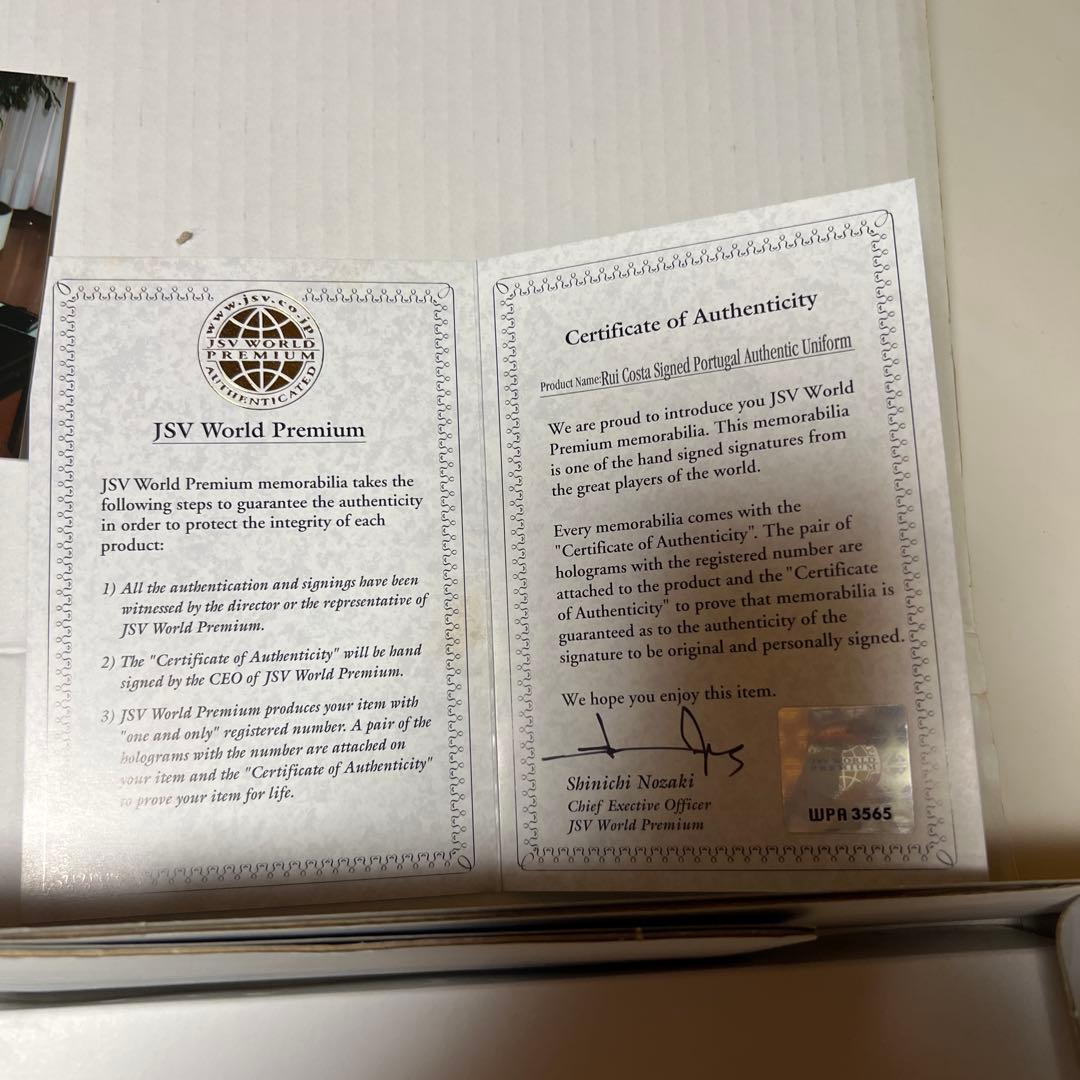 www.jsv.co.jp
JSV WORLD
PREMIUM
AUTHENTICATED
JSV World Premium
JSV World Premium memorabilia takes the
following steps to guarantee the authenticity
in order to protect the integrity of each
product:
1) All the authentication and signings have been
witnessed by the director or the representative of
JSV World Premium.
2) The "Certificate of Authenticity" will be hand
signed by the CEO of JSV World Premium.
3) JSV World Premium produces your item with
"one and only" registered number. A pair of the
holograms with the number are attached on
your item and the "Certificate of Authenticity"
to prove your item for life.
Certificate of Authenticity
Product Name:Rui Costa Signed Portugal Authentic Uniform
We are proud to introduce you JSV World
Premium memorabilia. This memorabilia
is one of the hand signed signatures from
the great players of the world.
Every memorabilia comes with the
"Certificate of Authenticity". The pair of
holograms with the registered number are
attached to the product and the "Certificate
of Authenticity" to prove that memorabilia is
guaranteed as to the authenticity of the
signature to be original and personally signed.
We hope you enjoy this item.
Shinichi Nozaki
Chief Exective Officer
JSV World Premium
JSV WORLD
PREMIUM
WPA 3565